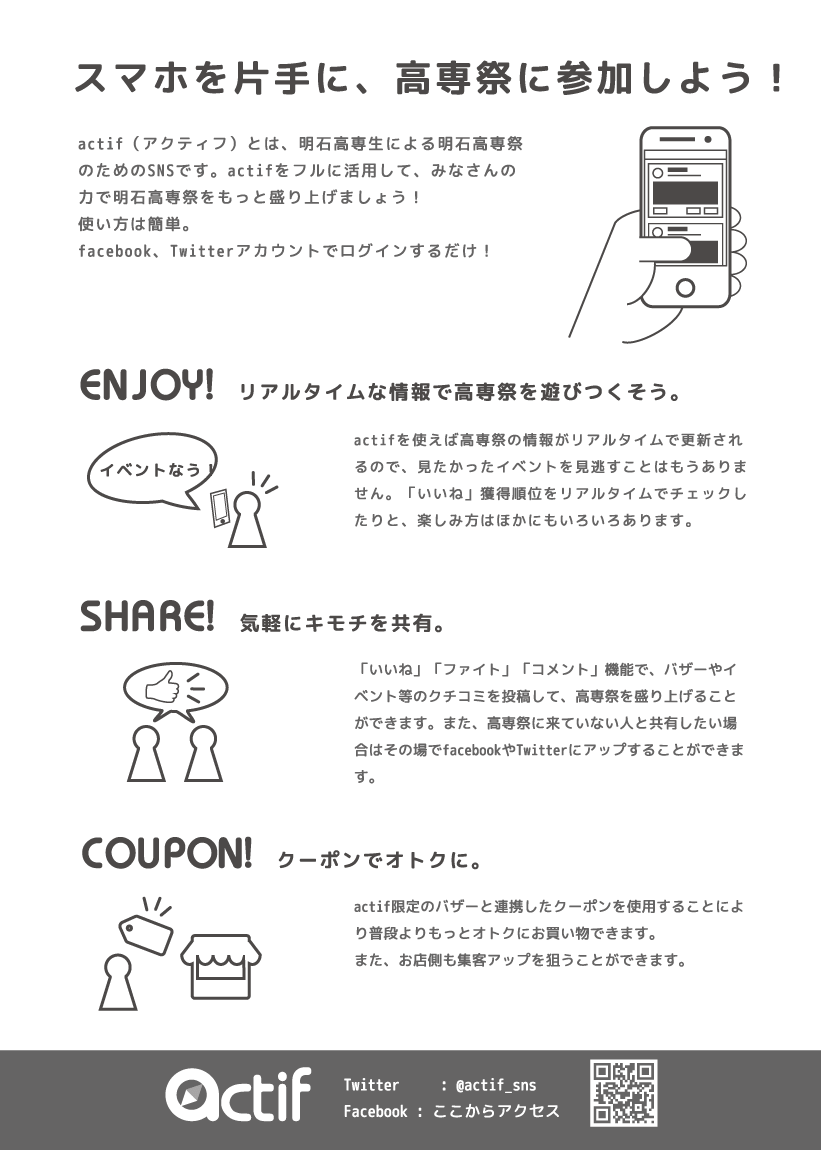 スマホを片手に、高専祭に参加しよう！
actif（アクティフ）とは、明石高専生による明石高専祭
のためのSNSです。actifをフルに活用して、みなさんの
力で明石高専祭をもっと盛り上げましょう！
使い方は簡単。
facebook、Twitterアカウントでログインするだけ！
ENJOY! リアルタイムな情報で高専祭を遊びつくそう。
イベントなう！
actifを使えば高専祭の情報がリアルタイムで更新され
るので、見たかったイベントを見逃すことはもうありま
せん。「いいね」獲得順位をリアルタイムでチェックし
たりと、楽しみ方はほかにもいろいろあります。
SHARE! 気軽にキモチを共有。
「いいね」「ファイト」「コメント」機能で、バザーやイ
ベント等のクチコミを投稿して、高専祭を盛り上げること
ができます。また、高専祭に来ていない人と共有したい場
合はその場でfacebookやTwitterにアップすることができま
す。
COUPON! クーポンでオトクに。
actif限定のバザーと連携したクーポンを使用することによ
り普段よりもっとオトクにお買い物できます。
また、お店側も集客アップを狙うことができます。
actif
Twitter : @actif_sns
Facebook : ここからアクセス